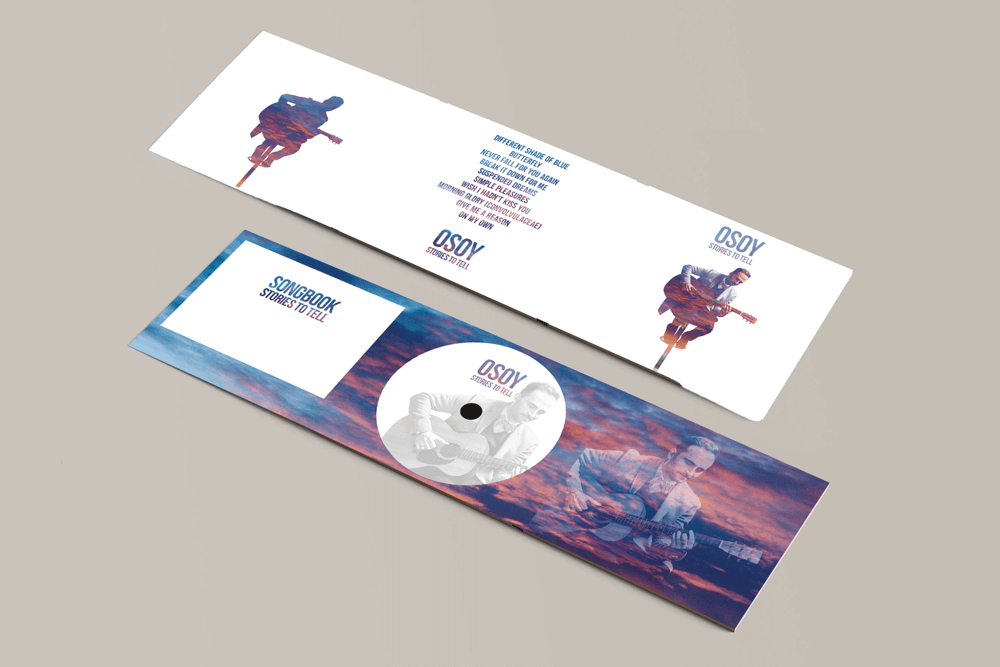 DIFFERENT SHADE OF BLUE
BUTTERFLY
NEVER FALL FOR YOU AGAIN
BREAK IT DOWN FOR ME
SUSPENDED DREAMS
SIMPLE PLEASURES
WISH I HADN'T KISS YOU
MORNING GLORY (CONVOLVULACEAE)
GIVE ME A REASON
ON MY OWN
OSOY
STORIES TO TELL
OSOY
STORIES TO TELL
SONGBOOK
STORIES TO TELL
OSOY
STORIES TO TELL